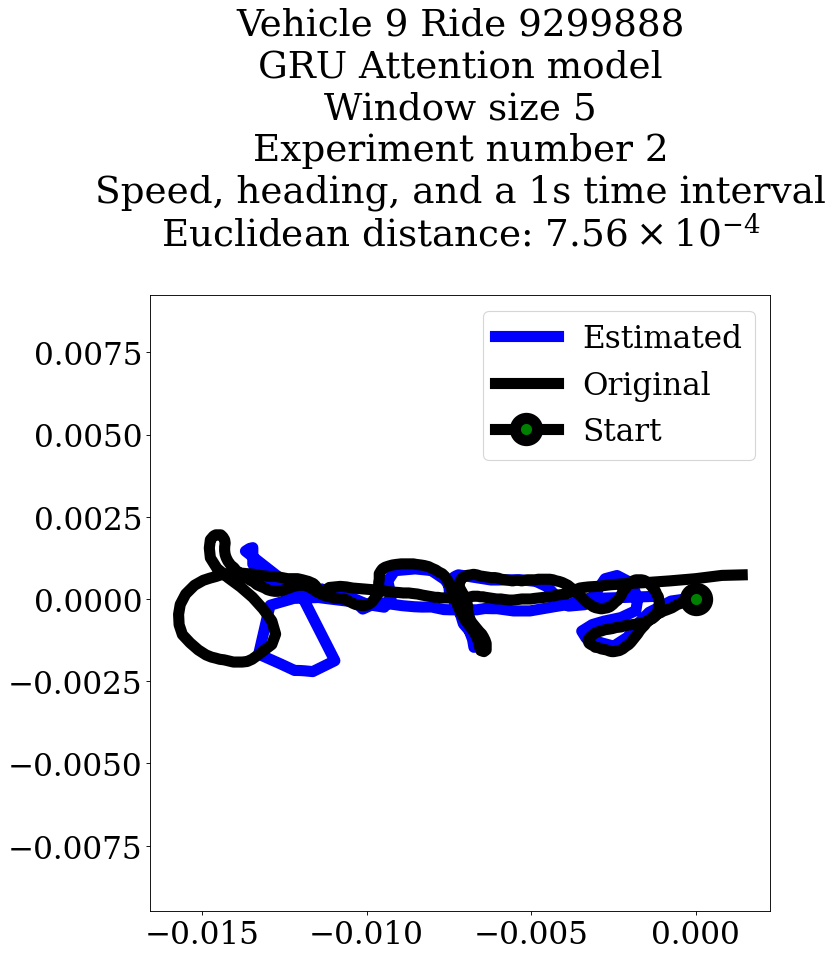 Vehicle 9 Ride 9299888
GRU Attention model
Window size 5
Experiment number 2
Speed, heading, and a 1s time interval
Euclidean distance: 7.56 × 10⁻⁴
Estimated
Original
Start
0.0075
0.0050
0.0025
0.0000
−0.0025
−0.0050
−0.0075
−0.015
−0.010
−0.005
0.000